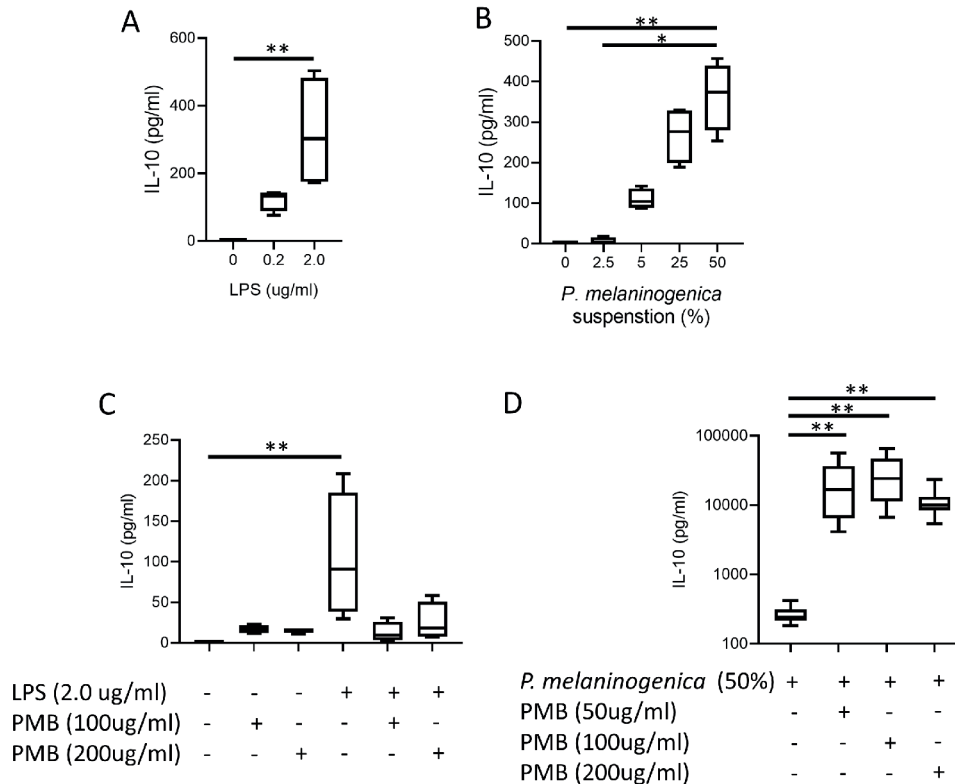 A
**
600
400
200
0
IL-10 (pg/ml)
0 0.2 2.0
LPS (ug/ml)
B
**
*
500
400
300
200
100
0
IL-10 (pg/ml)
0 2.5 5 25 50
P. melaninogenica
suspenstion (%)
C
**
250
200
150
100
50
0
IL-10 (pg/ml)
LPS (2.0 ug/ml) - - - + + +
PMB (100ug/ml) - + - - + -
PMB (200ug/ml) - - + - - +
D
**
**
**
100000
10000
1000
100
IL-10 (pg/ml)
P. melaninogenica (50%) + + + +
PMB (50ug/ml) - + - -
PMB (100ug/ml) - - + -
PMB (200ug/ml) - - - +